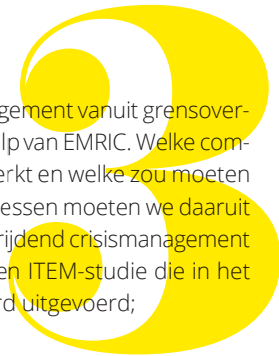 3
gement vanuit grensover-
lp van EMRIC. Welke com-
erkt en welke zou moeten
essen moeten we daaruit
rijdend crisismanagement
en ITEM-studie die in het
rd uitgevoerd;